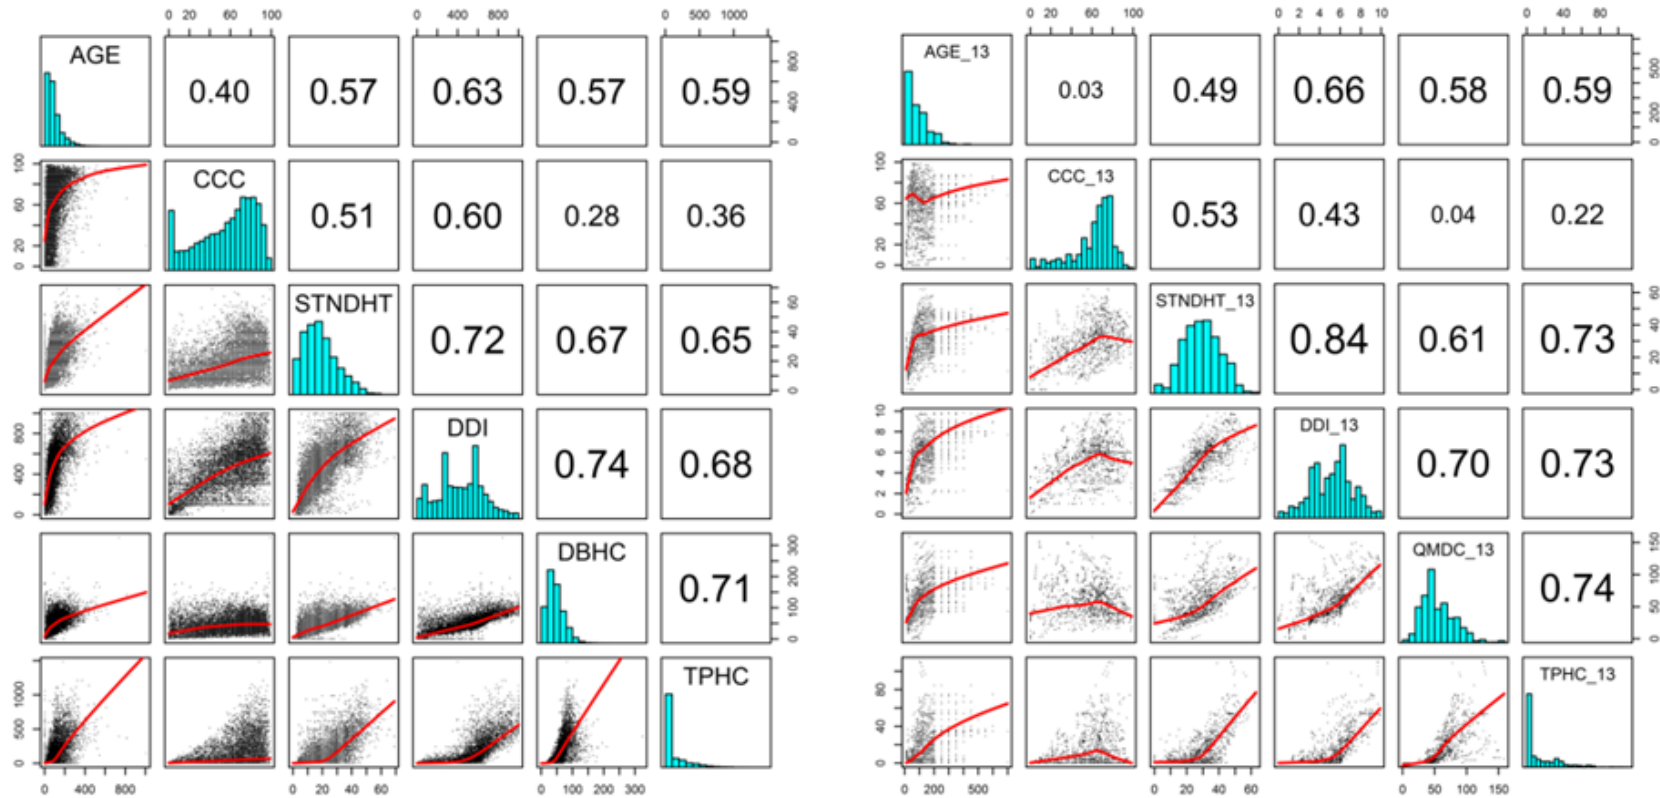 0 20 60 100 0 400 800 0 500 1000 0 20 60 100 0 2 4 6 8 10 0 40 80
AGE 0.40 0.57 0.63 0.57 0.59 0 400 800 AGE_13 0.03 0.49 0.66 0.58 0.59 0 200 500
0 20 60 100 CCC 0.51 0.60 0.28 0.36 0 20 60 100 CCC_13 0.53 0.43 0.04 0.22
STNDHT 0.72 0.67 0.65 0 20 40 60 STNDHT_13 0.84 0.61 0.73 0 20 40 60
0 400 800 DDI 0.74 0.68 0 2 4 6 8 10 DDI_13 0.70 0.73
DBHC 0.71 0 100 200 300 QMDC_13 0.74 0 50 100 150
0 500 1000 TPHC 0 40 80 TPHC_13
0 400 800 0 20 40 60 0 100 200 300 0 200 500 0 20 40 60 0 50 100 150